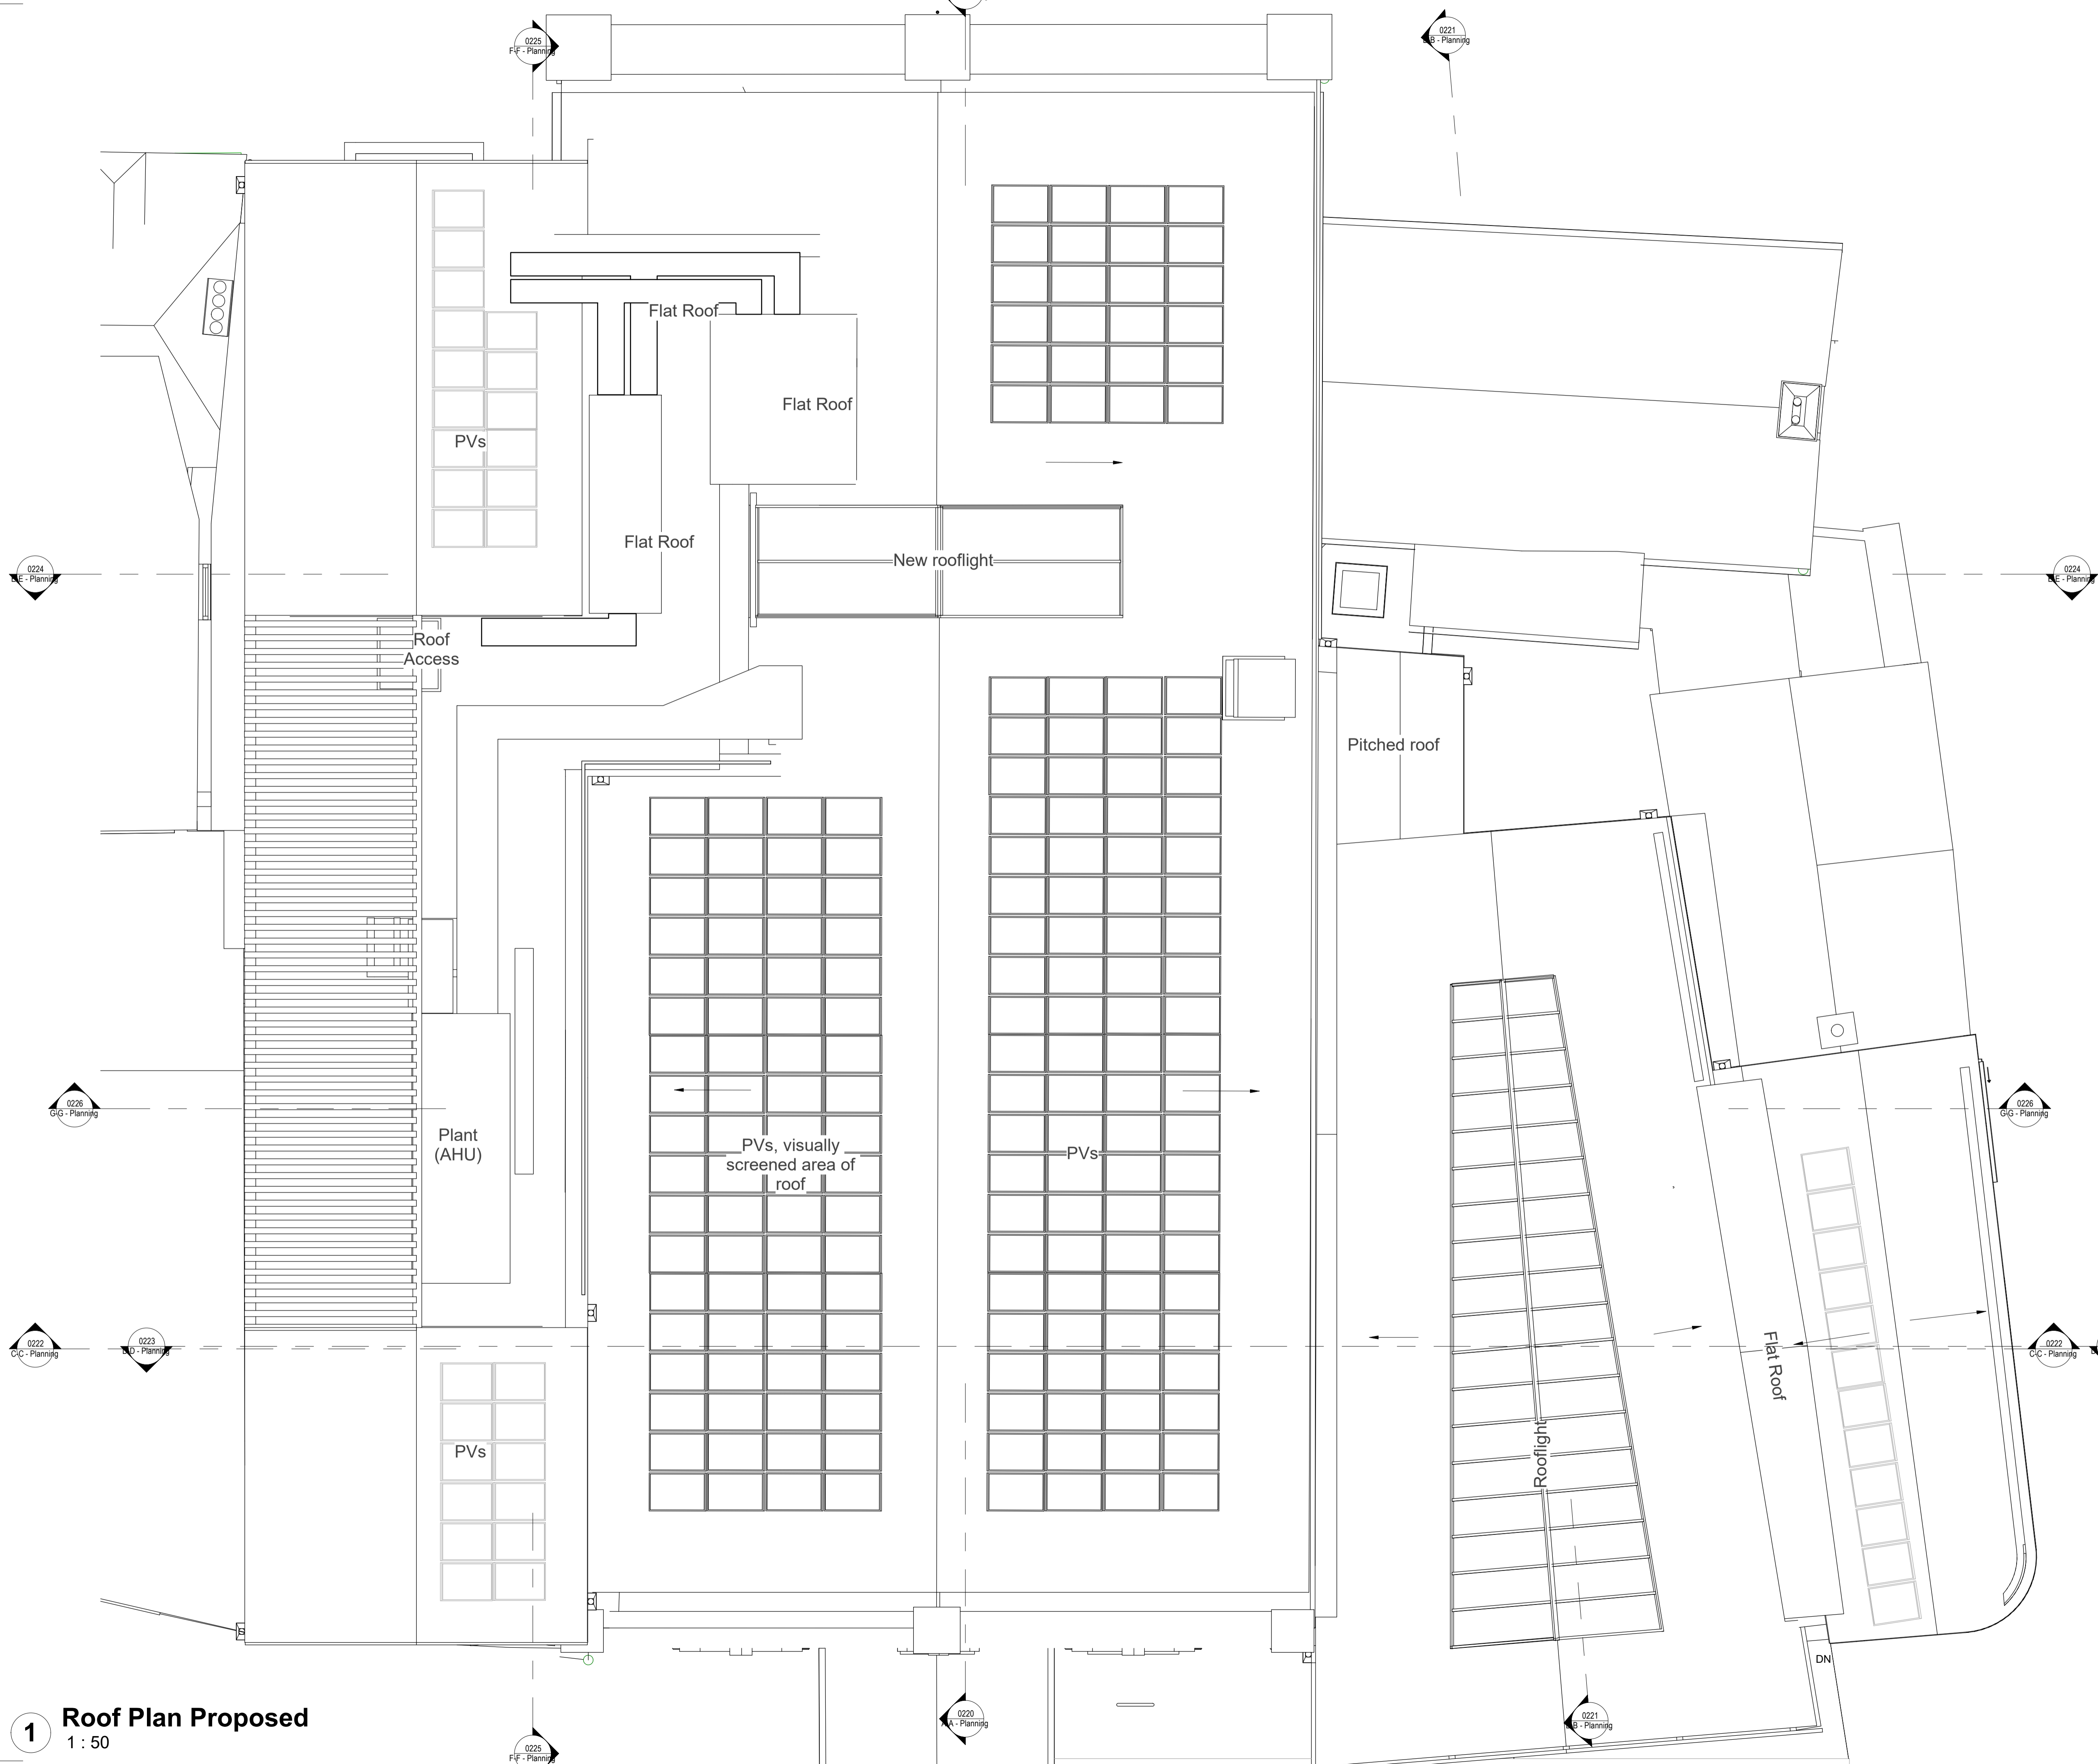 0225
F-F - Planning
0221
B - Planning
Flat Roof
Flat Roof
PVs
Flat Roof
New rooflight
0224
E - Planning
0224
E - Planning
Roof
Access
Pitched roof
0226
G-G - Planning
0226
G-G - Planning
Plant
(AHU)
PVs, visually
screened area of
roof
PVs
0222
C-C - Planning
0223
D - Planning
0222
C-C - Planning
Flat Roof
PVs
Rooflight
DN
1
Roof Plan Proposed
1 : 50
0220
A - Planning
0221
B - Planning
0225
F-F - Planning